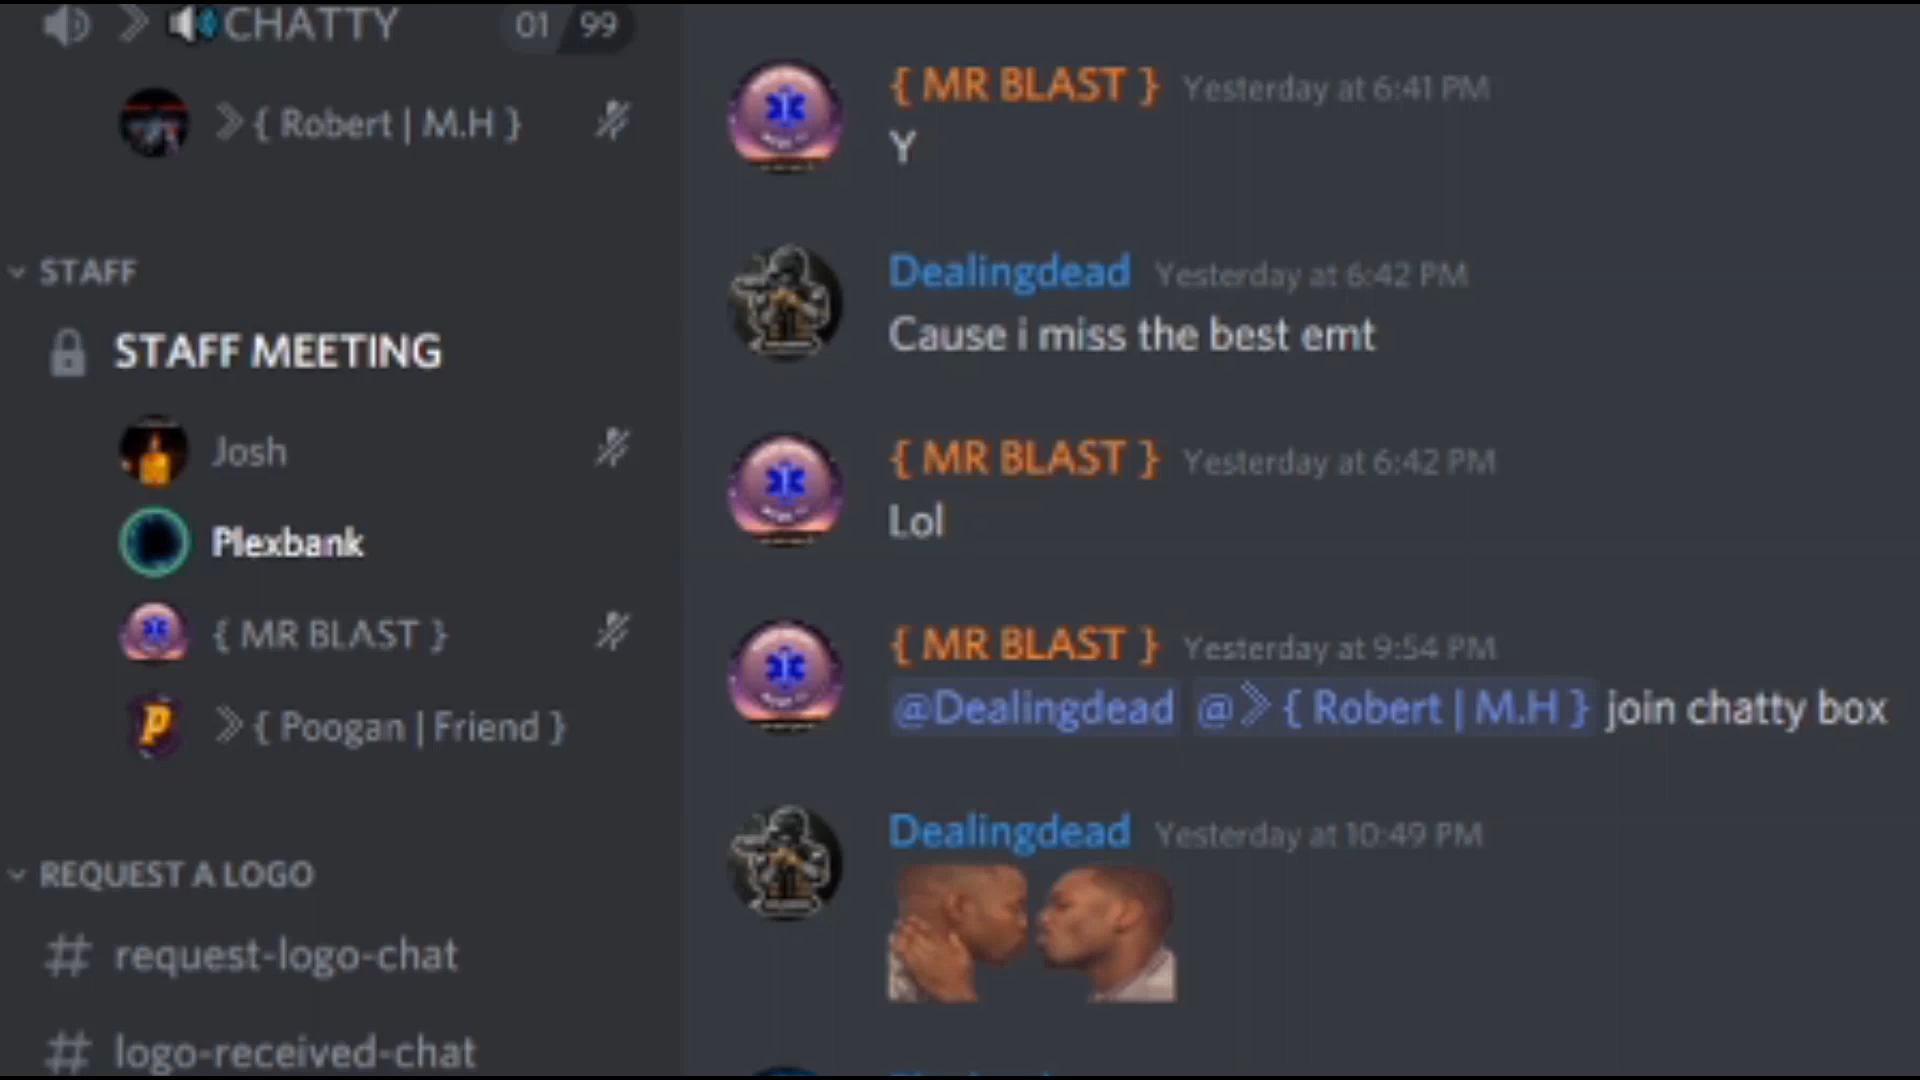 CHATTY 01 99
{ Robert | M.H }
STAFF
STAFF MEETING
Josh
Plexbank
{ MR BLAST }
{ Poogan | Friend }
REQUEST A LOGO
# request-logo-chat
# logo-received-chat
{ MR BLAST } Yesterday at 6:41 PM
Y
Dealingdead Yesterday at 6:42 PM
Cause i miss the best emt
{ MR BLAST } Yesterday at 6:42 PM
Lol
{ MR BLAST } Yesterday at 9:54 PM
@Dealingdead @ { Robert | M.H } join chatty box
Dealingdead Yesterday at 10:49 PM